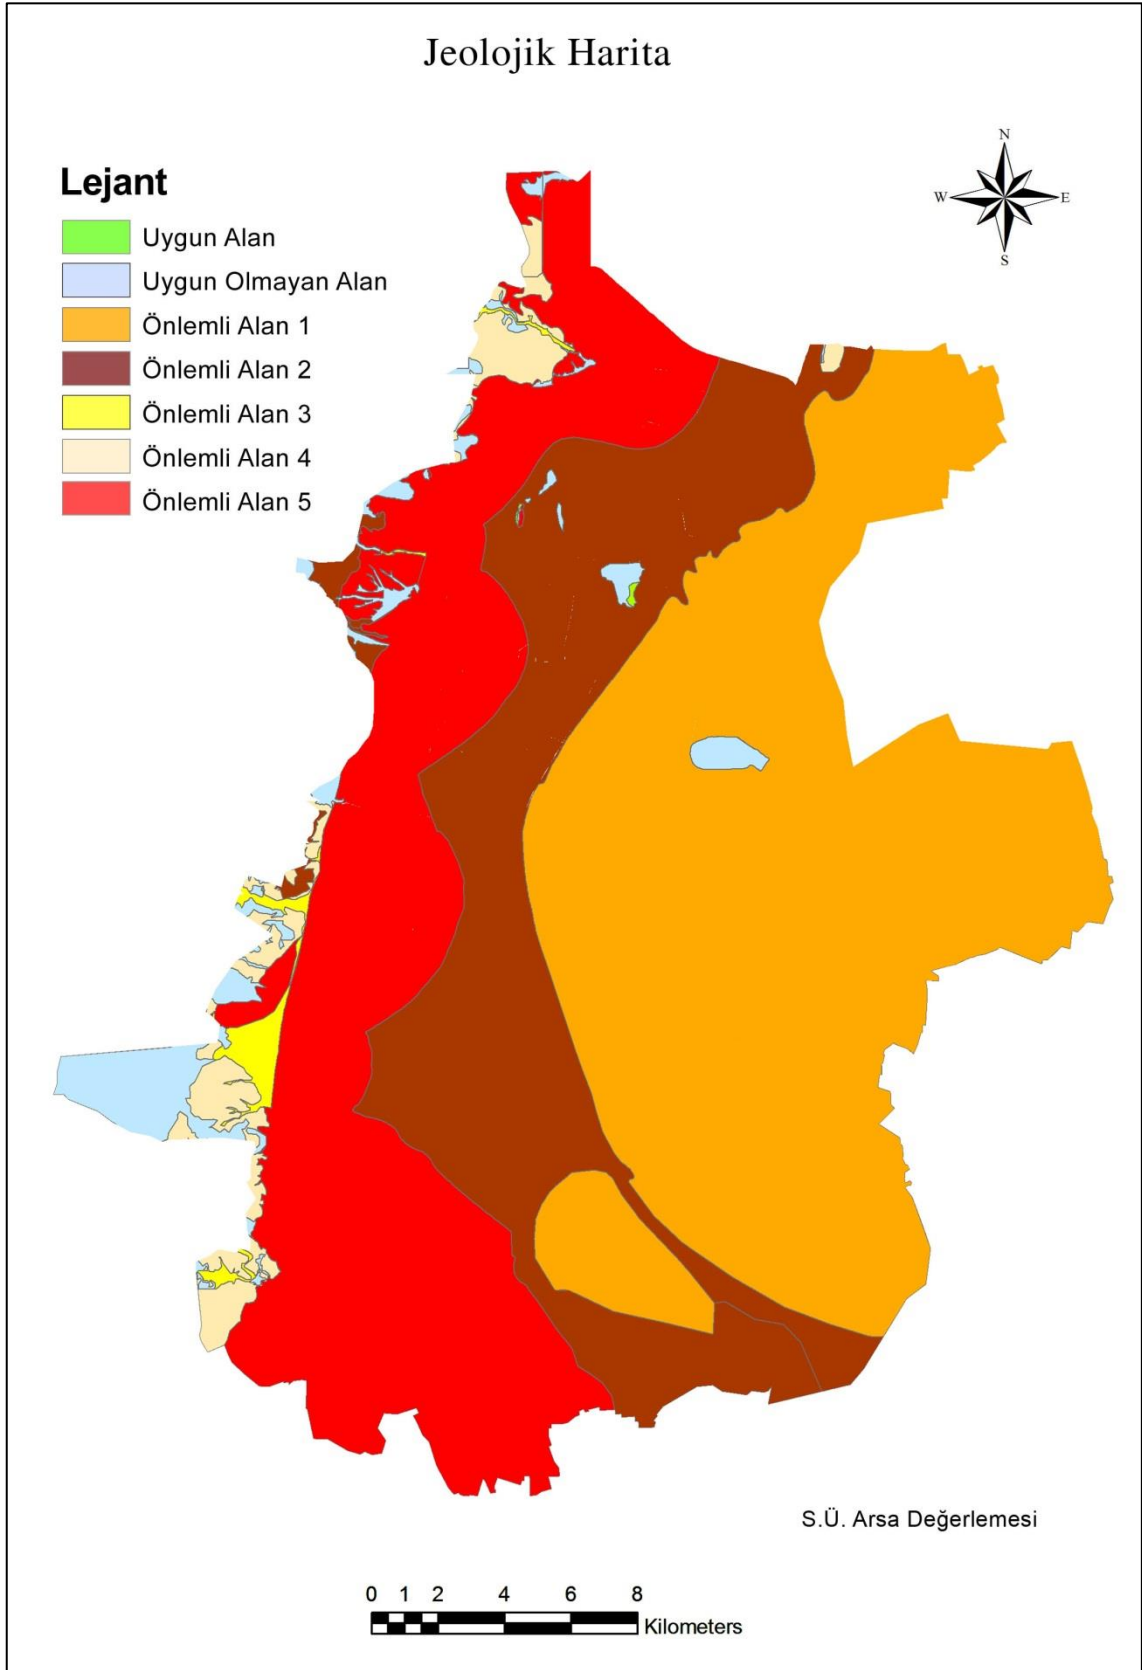 Jeolojik Harita
N
W
E
S
Lejant
Uygun Alan
Uygun Olmayan Alan
Önlemli Alan 1
Önlemli Alan 2
Önlemli Alan 3
Önlemli Alan 4
Önlemli Alan 5
S.Ü. Arsa Değerlemesi
0 1 2 4 6 8
Kilometers